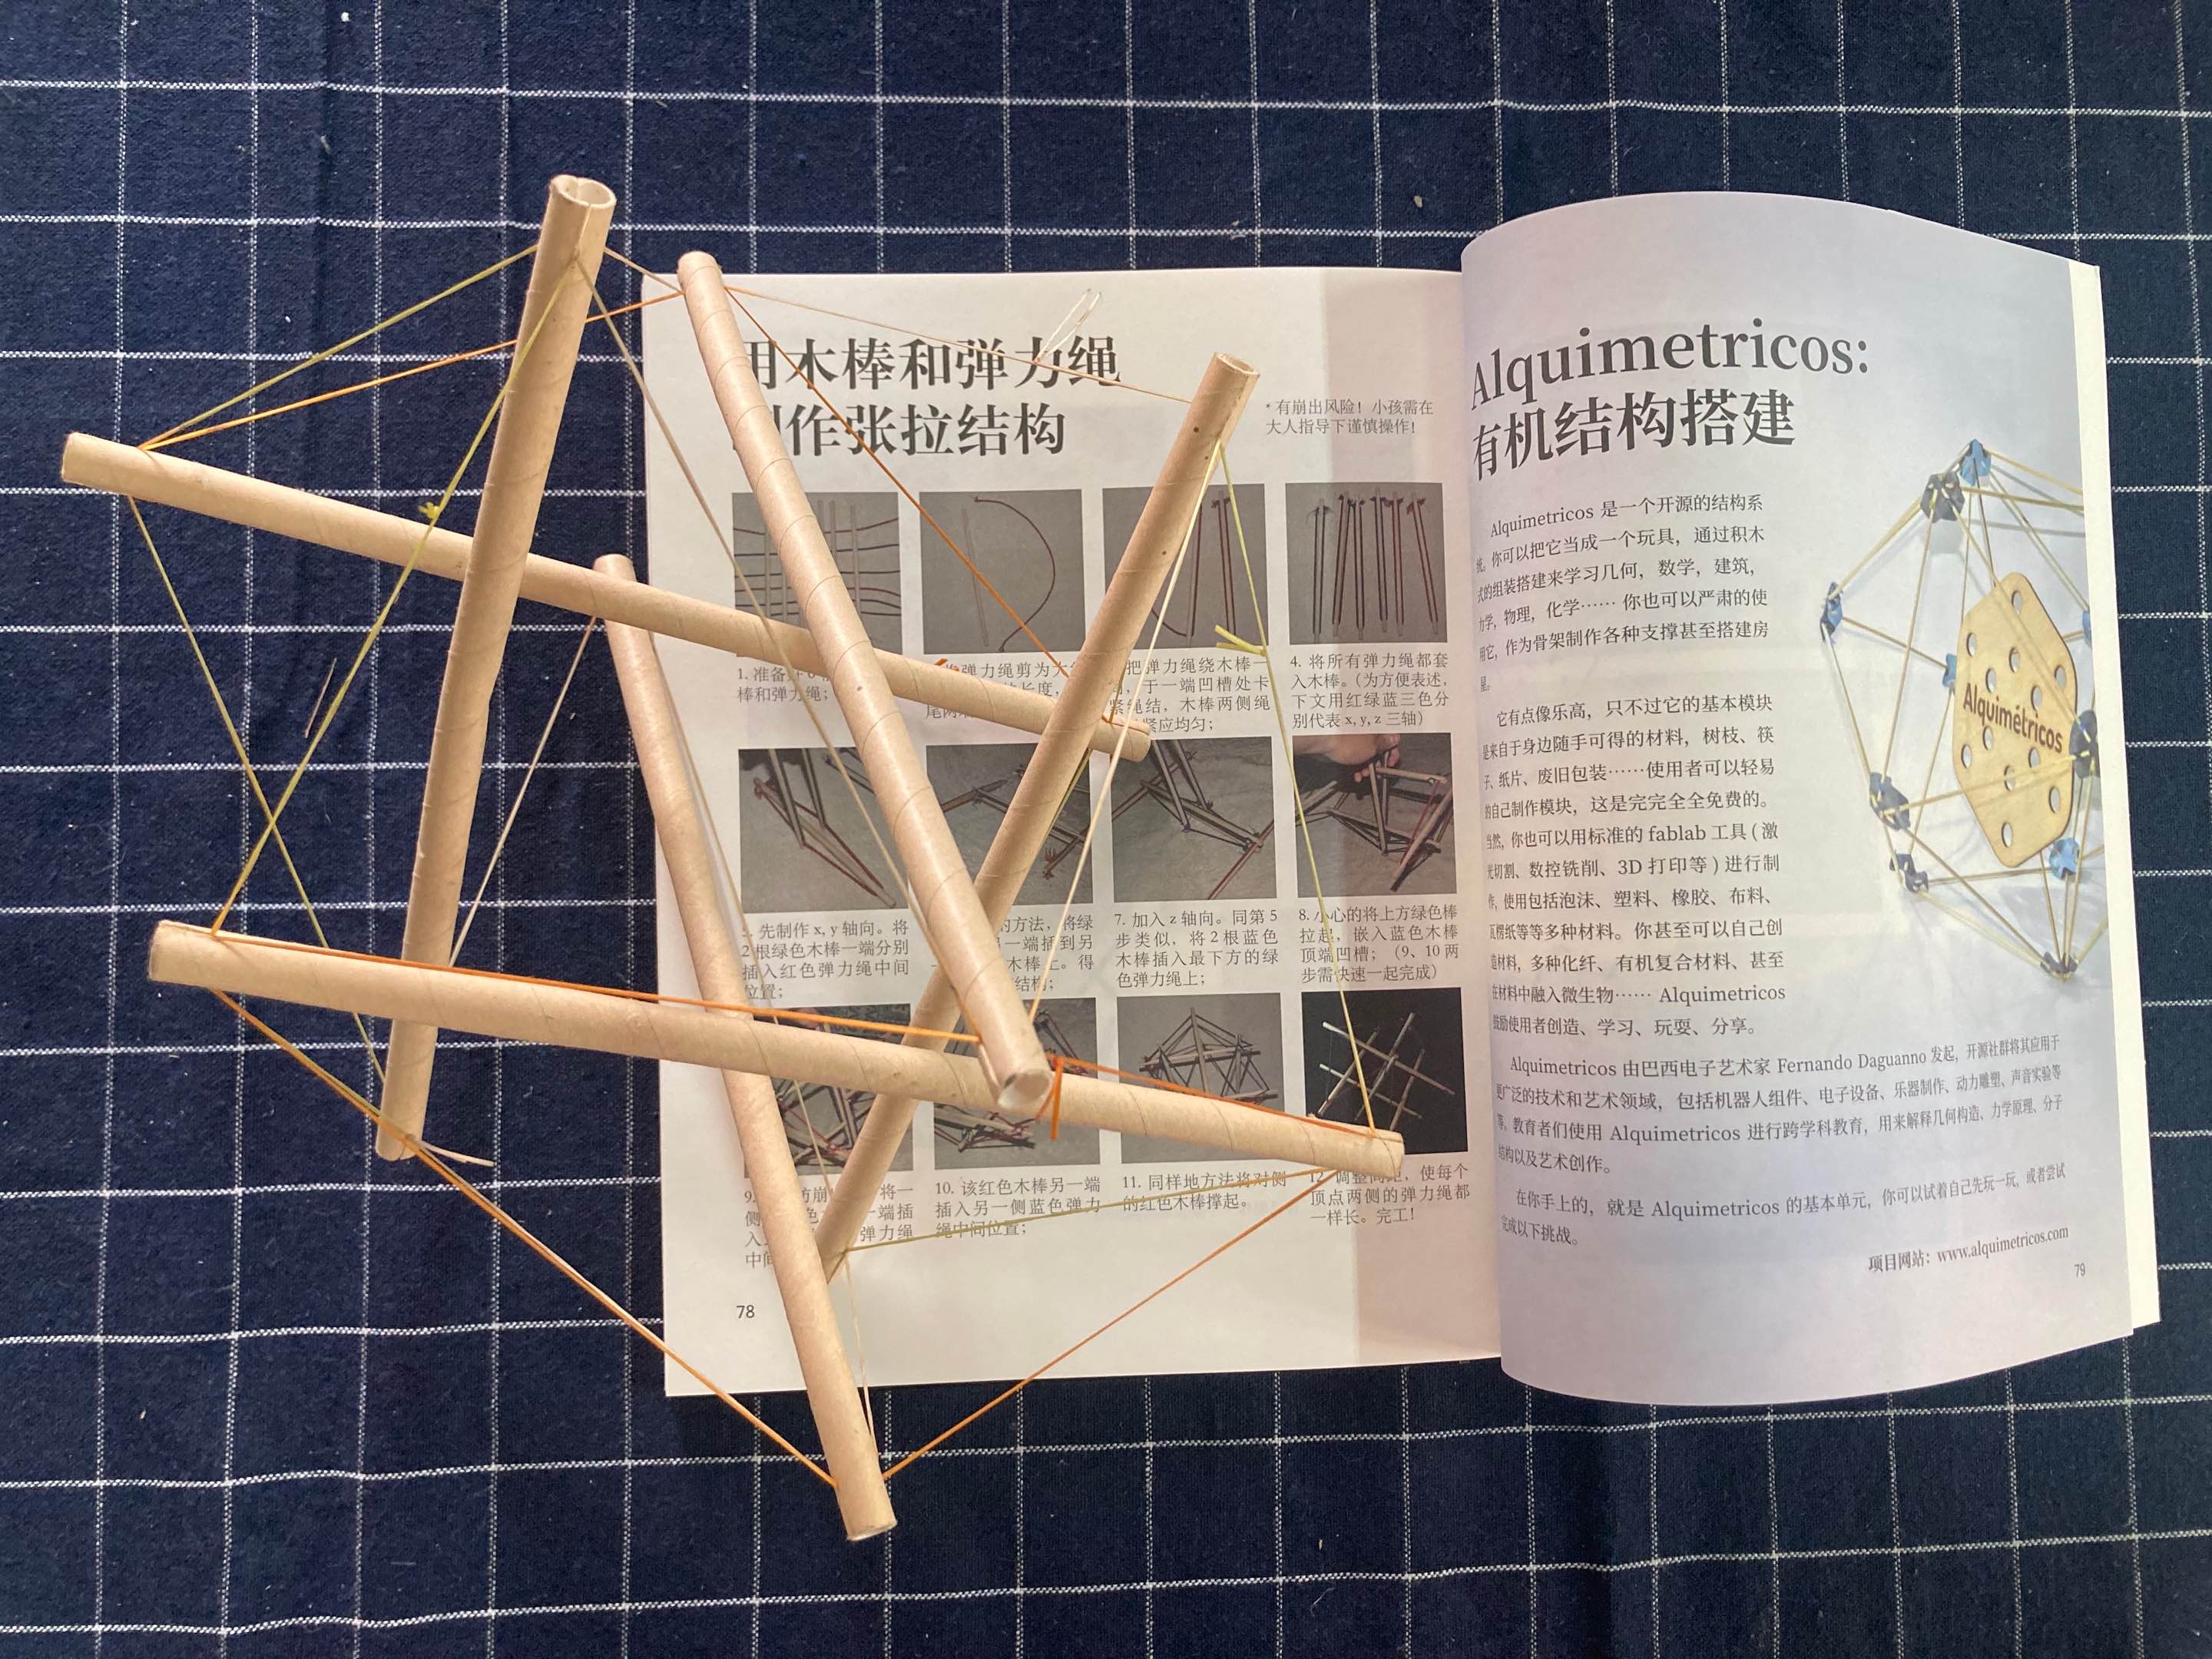 用木棒和弹力绳
制作张拉结构
* 有崩出风险！小孩需在
大人指导下谨慎操作！
1. 准备
棒和弹力绳；
弹力绳剪为六
长度，
把弹力绳绕木棒一
，于一端凹槽处卡
紧绳结，木棒两侧绳
紧应均匀；
4. 将所有弹力绳都套
入木棒。（为方便表述，
下文用红绿蓝三色分
别代表 x, y, z 三轴）
先制作 x, y 轴向。将
2 根绿色木棒一端分别
插入红色弹力绳中间
位置；
的方法，将绿
另一端插到另
木棒上。得
结构；
7. 加入 z 轴向。同第 5
步类似，将 2 根蓝色
木棒插入最下方的绿
色弹力绳上；
8. 小心的将上方绿色棒
拉起，嵌入蓝色木棒
顶端凹槽；（9、10 两
步需快速一起完成）
9. 防崩 将一
侧 色 一端插
入 弹力绳
中间
10. 该红色木棒另一端
插入另一侧蓝色弹力
绳中间位置；
11. 同样地方法将对侧
的红色木棒撑起。
12. 调整间距，使每个
顶点两侧的弹力绳都
一样长。完工！
78
Alquimetricos:
有机结构搭建
Alquimetricos 是一个开源的结构系
统。你可以把它当成一个玩具，通过积木
式的组装搭建来学习几何，数学，建筑，
力学，物理，化学…… 你也可以严肃的使
用它，作为骨架制作各种支撑甚至搭建房
屋。
它有点像乐高，只不过它的基本模块
是来自于身边随手可得的材料，树枝、筷
子、纸片、废旧包装……使用者可以轻易
的自己制作模块，这是完完全全免费的。
当然，你也可以用标准的 fablab 工具 ( 激
光切割、数控铣削、3D 打印等 ) 进行制
作，使用包括泡沫、塑料、橡胶、布料、
瓦楞纸等等多种材料。你甚至可以自己创
造材料，多种化纤、有机复合材料、甚至
在材料中融入微生物…… Alquimetricos
鼓励使用者创造、学习、玩耍、分享。
Alquimetricos 由巴西电子艺术家 Fernando Daguanno 发起，开源社群将其应用于
更广泛的技术和艺术领域，包括机器人组件、电子设备、乐器制作、动力雕塑、声音实验等
等。教育者们使用 Alquimetricos 进行跨学科教育，用来解释几何构造、力学原理、分子
结构以及艺术创作。
在你手上的，就是 Alquimetricos 的基本单元，你可以试着自己先玩一玩，或者尝试
完成以下挑战。
项目网站：www.alquimetricos.com
79
Alquimétricos